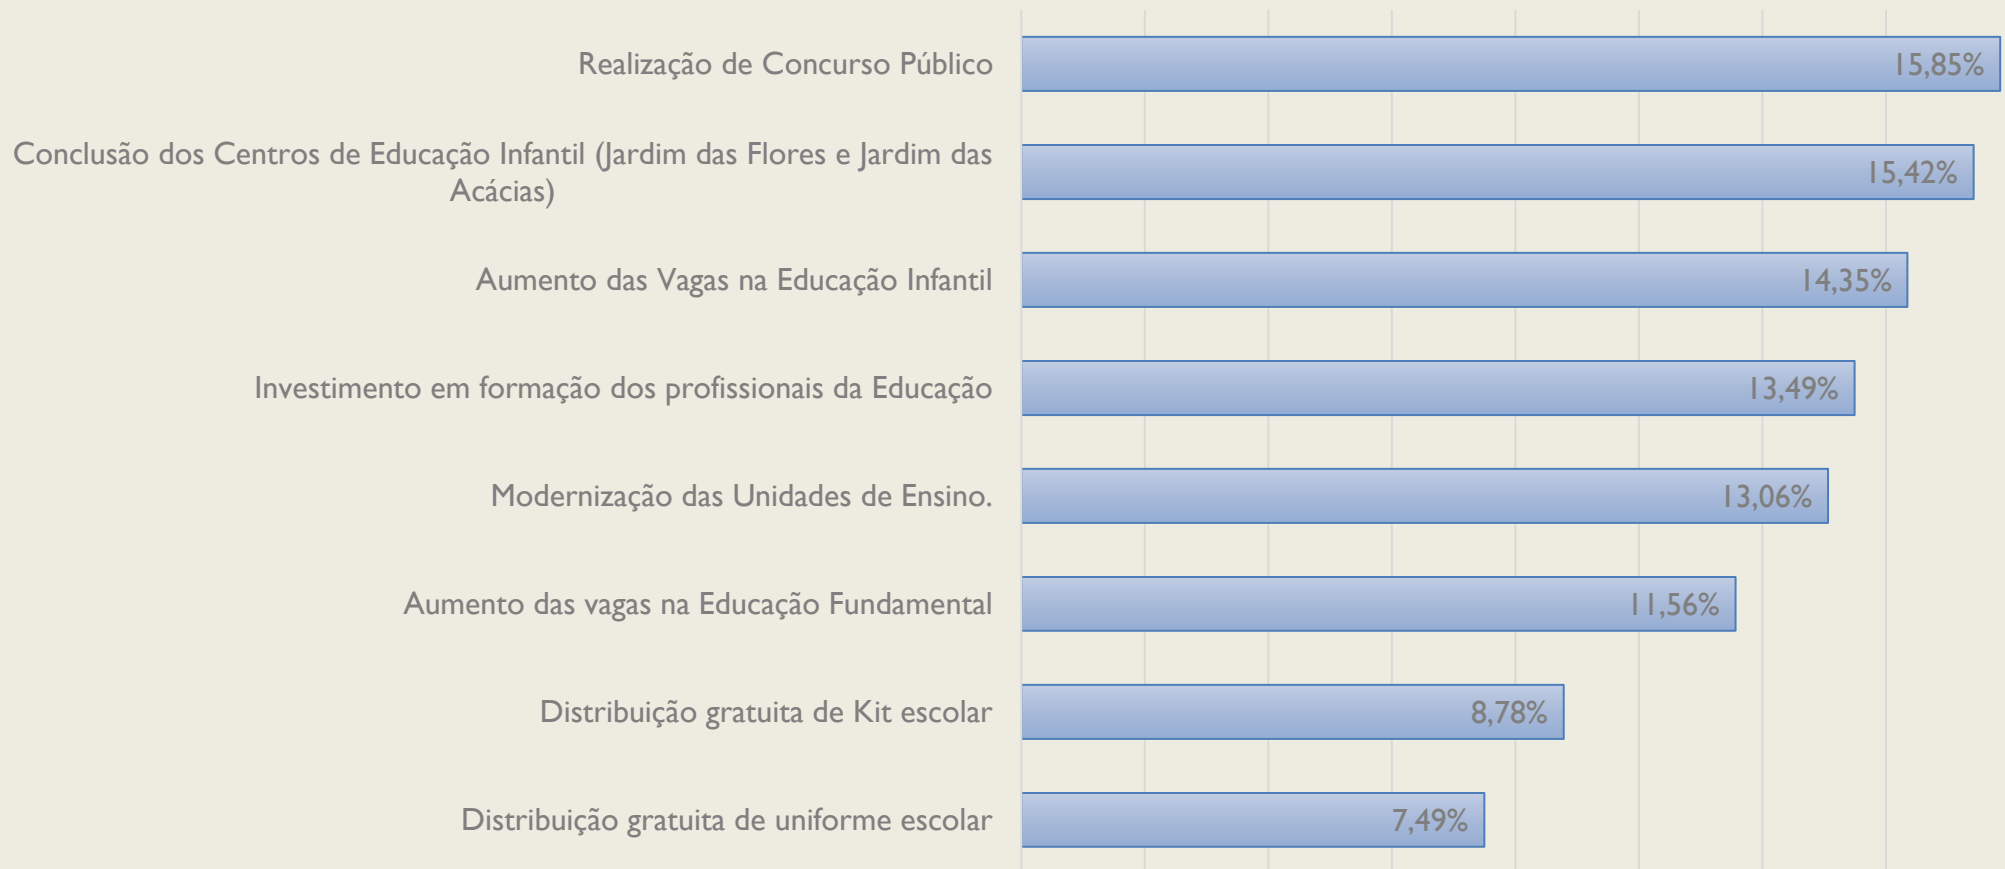 Realização de Concurso Público
15,85%
Conclusão dos Centros de Educação Infantil (Jardim das Flores e Jardim das
Acácias)
15,42%
Aumento das Vagas na Educação Infantil
14,35%
Investimento em formação dos profissionais da Educação
13,49%
Modernização das Unidades de Ensino.
13,06%
Aumento das vagas na Educação Fundamental
11,56%
Distribuição gratuita de Kit escolar
8,78%
Distribuição gratuita de uniforme escolar
7,49%